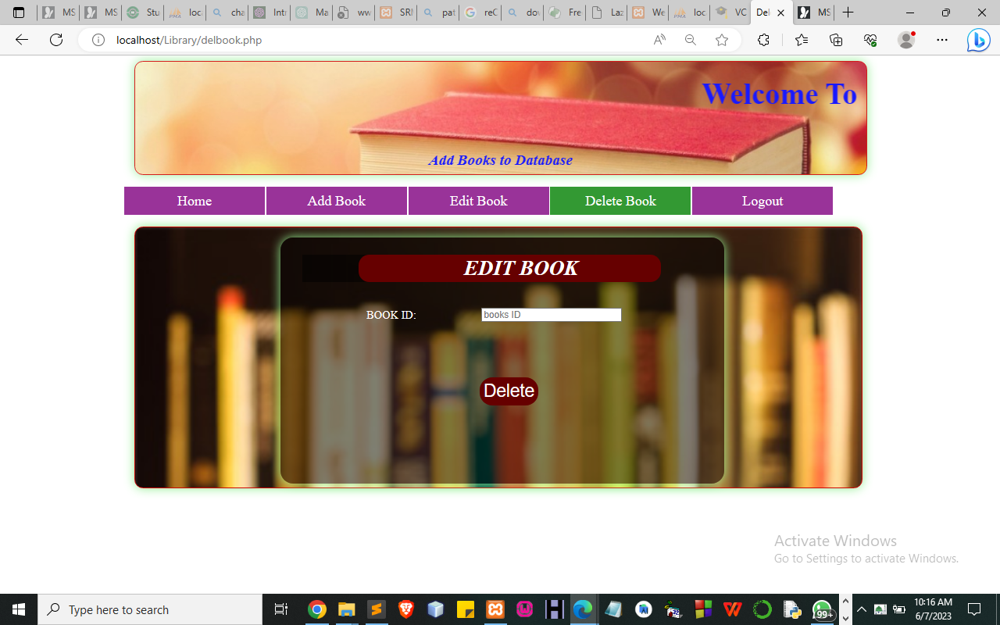 MS
MS
Stu
loc
cha
Intr
Ma
ww
SRI
pat
reC
dov
Fre
Laz
We
loc
VC
Del
MS
localhost/Library/delbook.php
Welcome To
Add Books to Database
Home
Add Book
Edit Book
Delete Book
Logout
EDIT BOOK
BOOK ID:
books ID
Delete
Activate Windows
Go to Settings to activate Windows.
Type here to search
99+
10:16 AM
6/7/2023